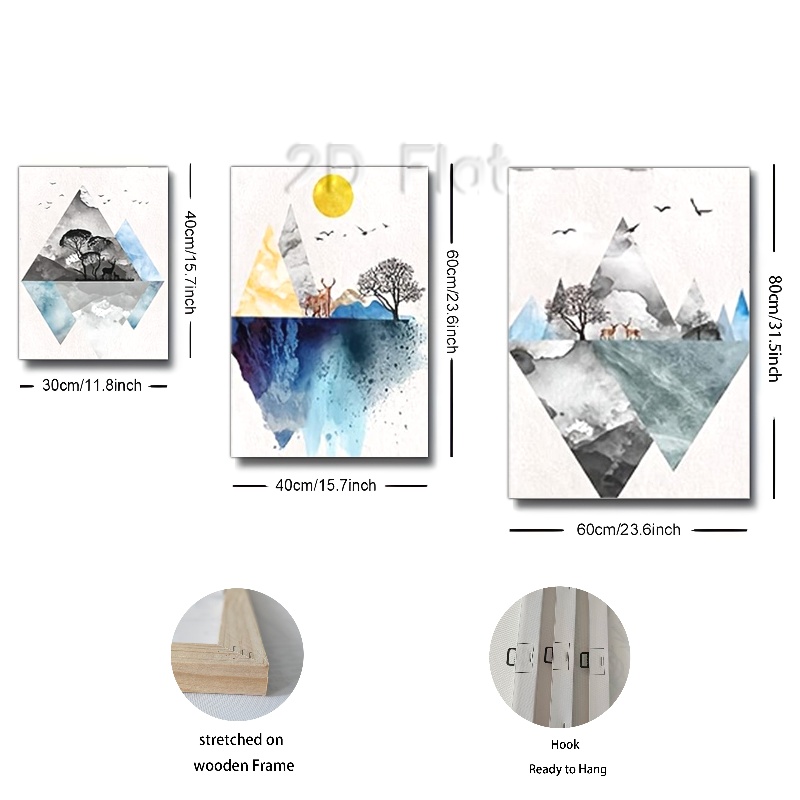 2D Flat
40cm/15.7inch
30cm/11.8inch
60cm/23.6inch
40cm/15.7inch
80cm/31.5inch
60cm/23.6inch
stretched on
wooden Frame
Hook
Ready to Hang